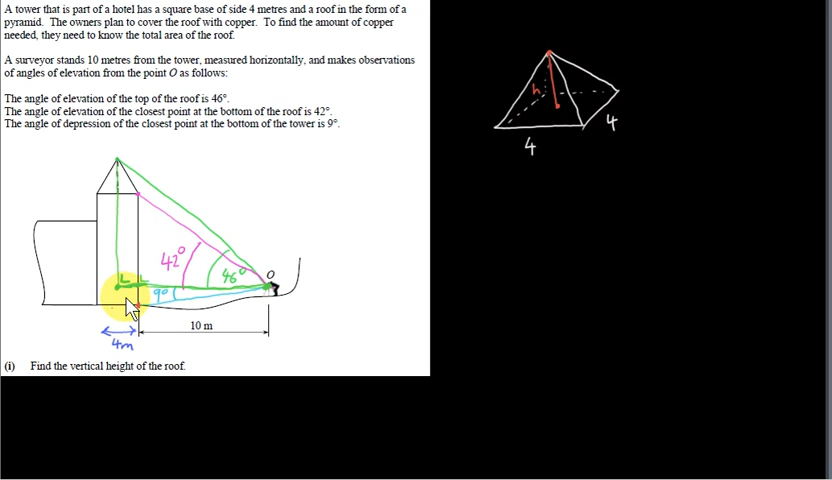 A tower that is part of a hotel has a square base of side 4 metres and a roof in the form of a
pyramid. The owners plan to cover the roof with copper. To find the amount of copper
needed, they need to know the total area of the roof.
A surveyor stands 10 metres from the tower, measured horizontally, and makes observations
of angles of elevation from the point O as follows:
The angle of elevation of the top of the roof is 46°.
The angle of elevation of the closest point at the bottom of the roof is 42°.
The angle of depression of the closest point at the bottom of the tower is 9°.
h
4
4
42°
46°
O
9°
10 m
4m
(i) Find the vertical height of the roof.